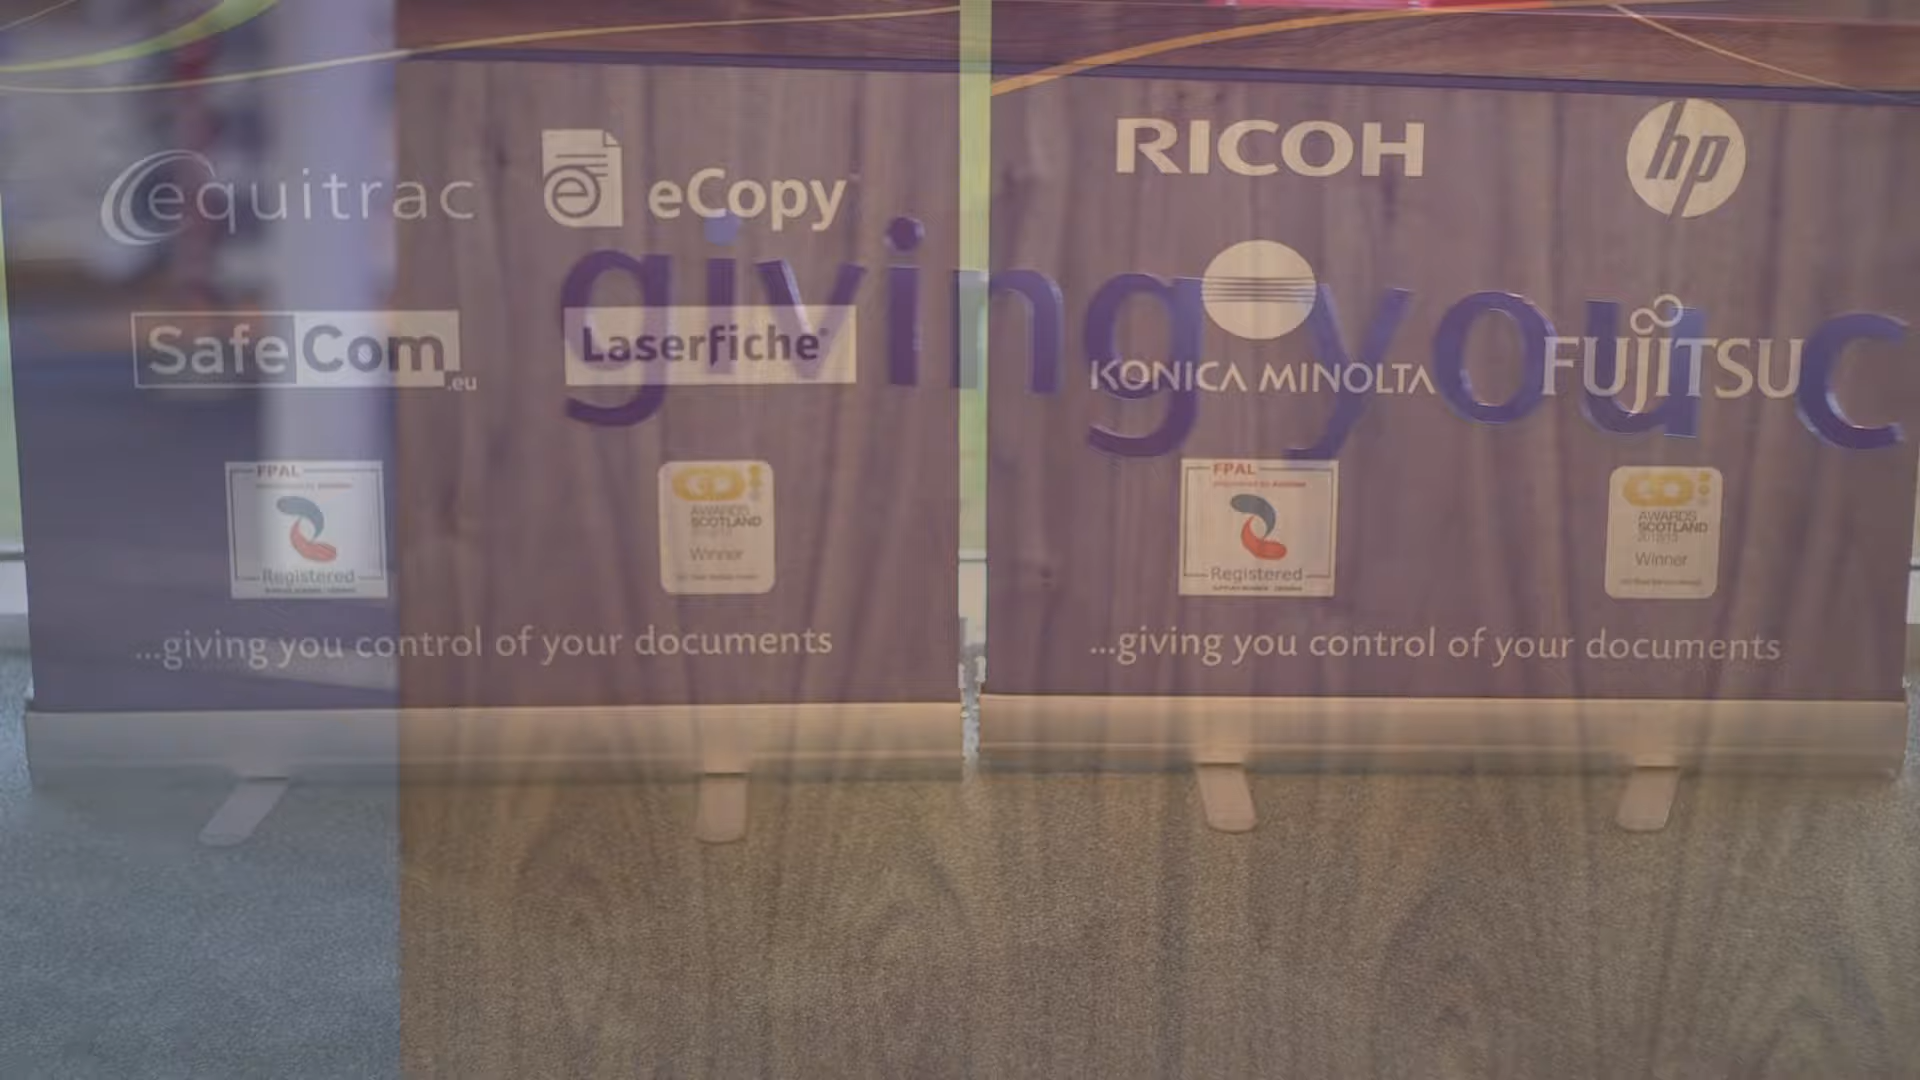 equitrac
eCopy
SafeCom.eu
Laserfiche
FPAL
Registered
AWARDS
SCOTLAND
Winner
...giving you control of your documents
RICOH
hp
KONICA MINOLTA
FUJITSU
FPAL
Registered
AWARDS
SCOTLAND
Winner
...giving you control of your documents
giving you c